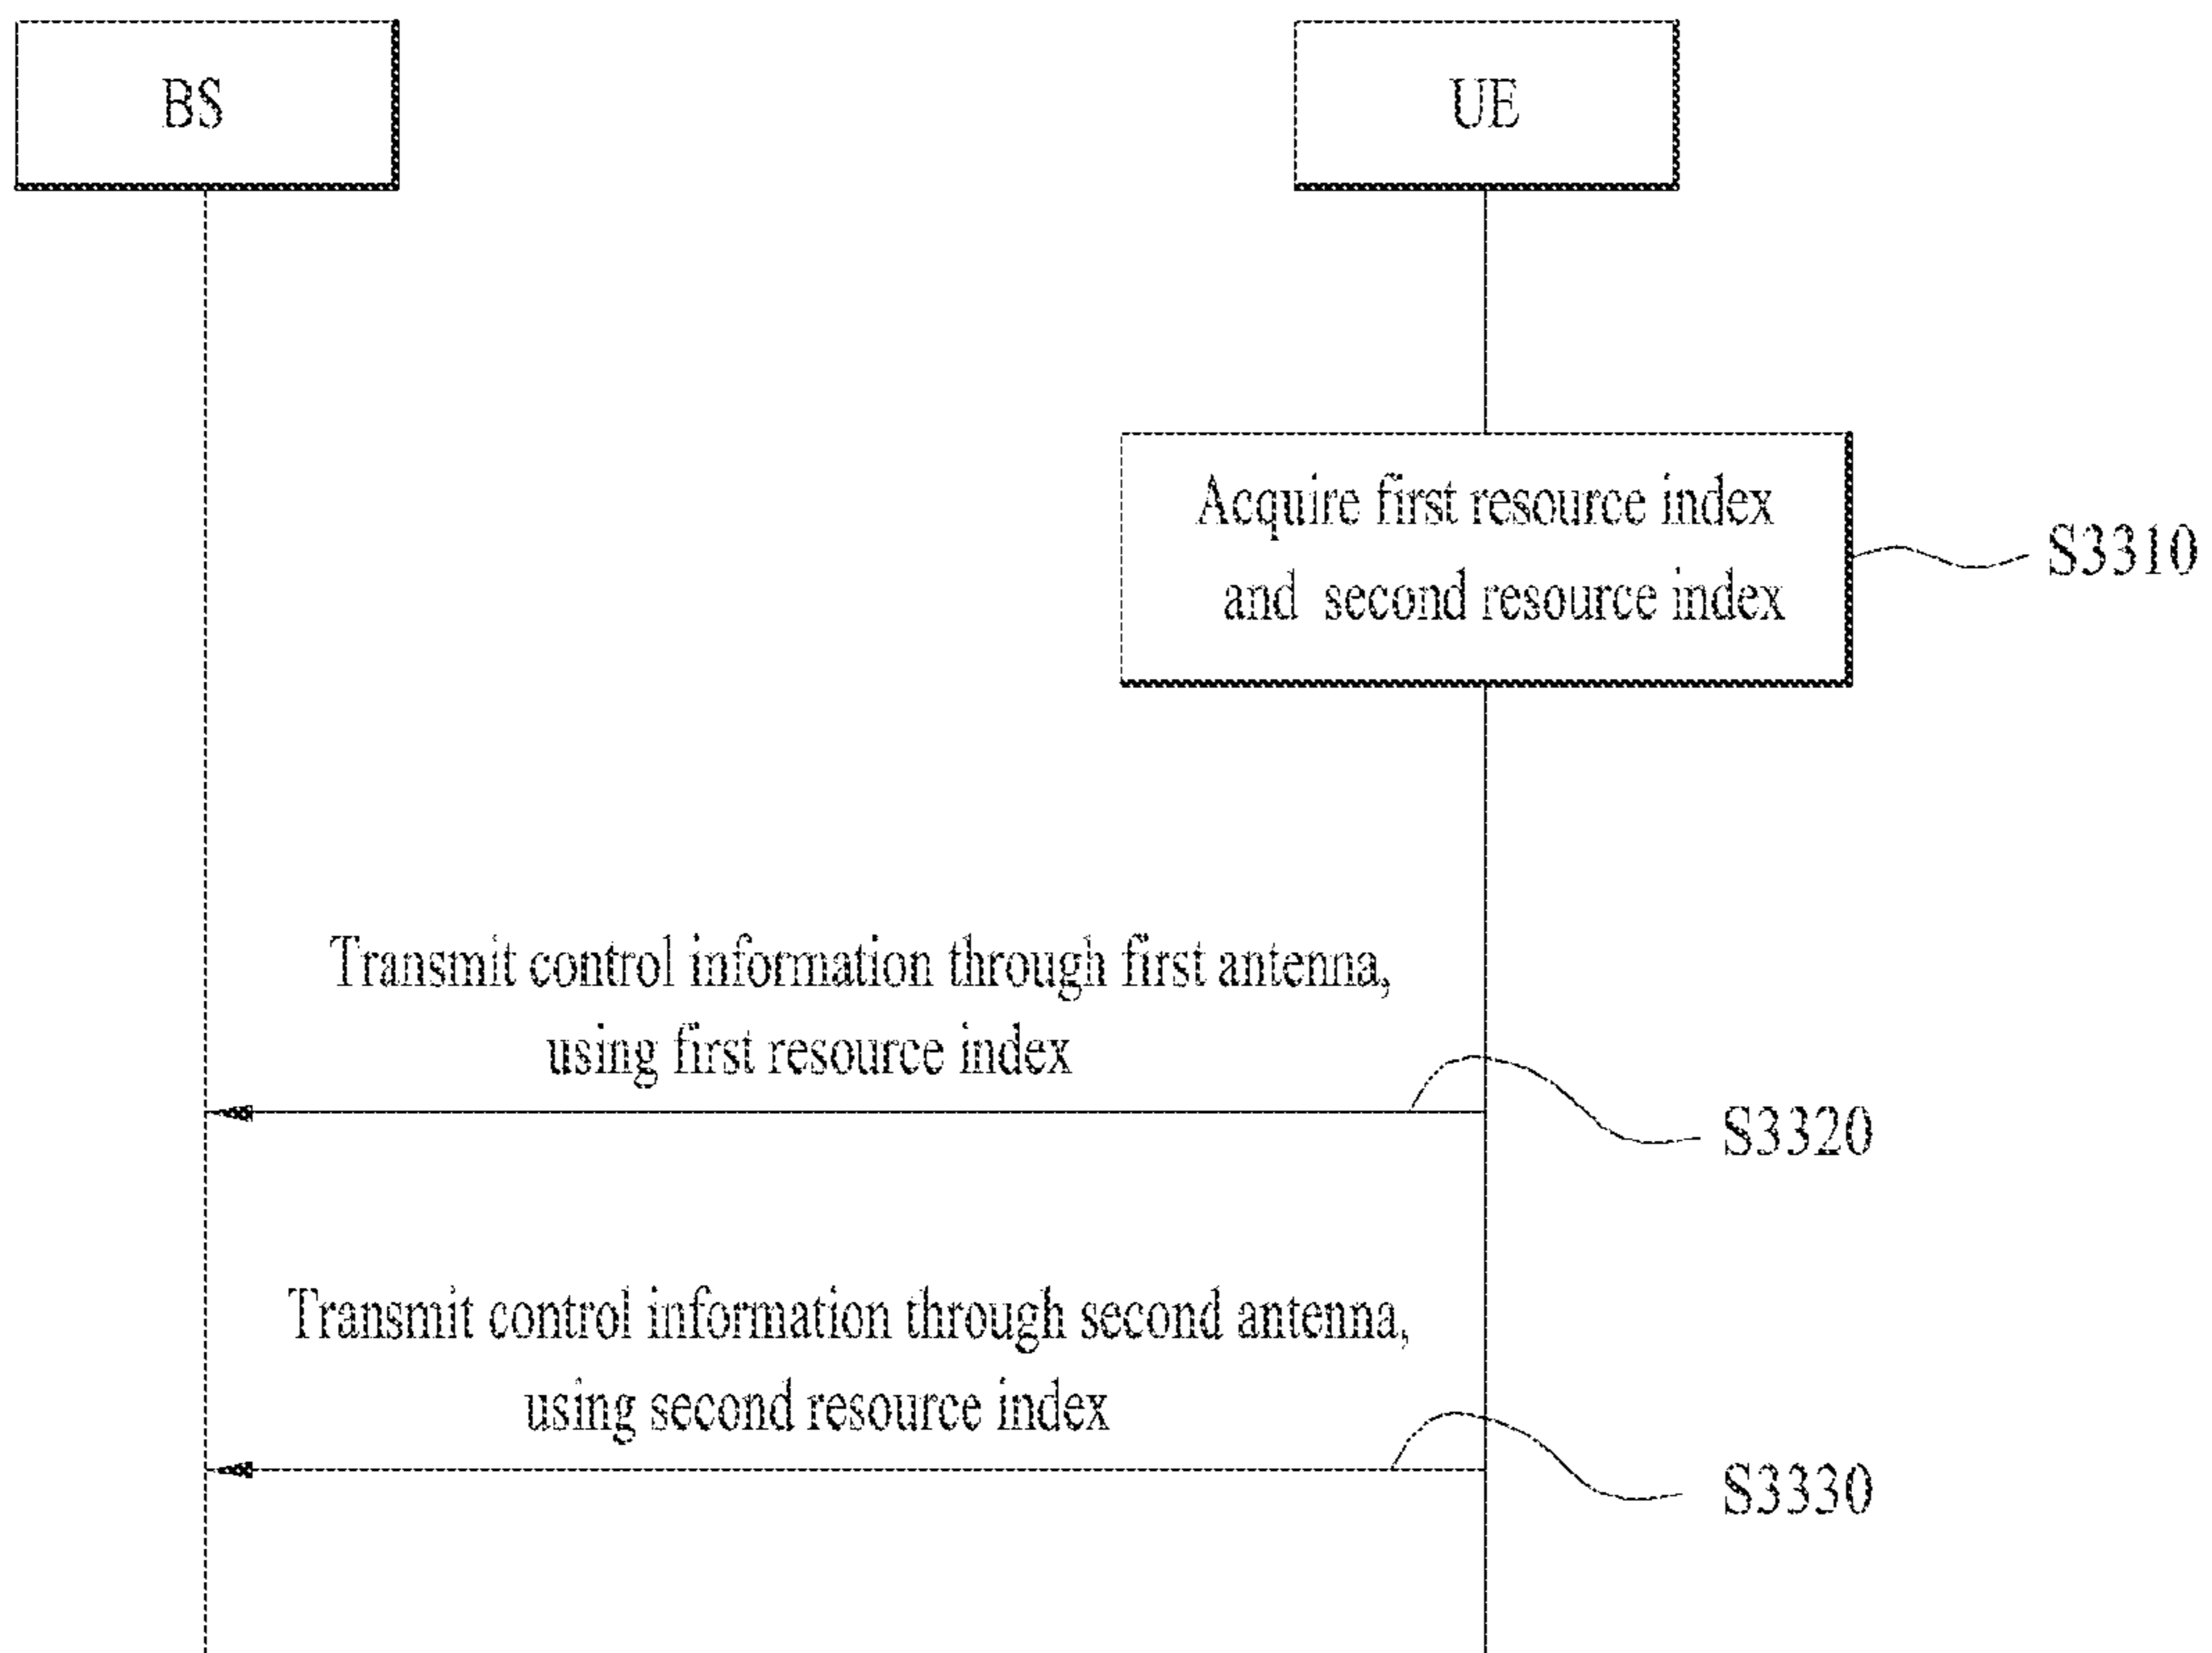 BS
UE
Acquire first resource index
and second resource index
S3310
Transmit control information through first antenna,
using first resource index
S3320
Transmit control information through second antenna,
using second resource index
S3330